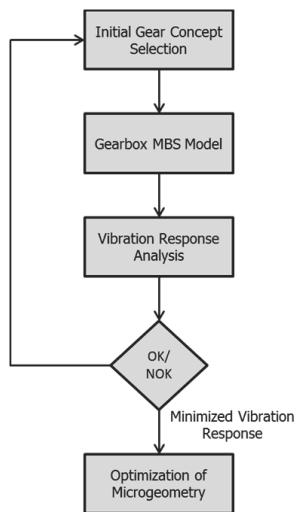 Initial Gear Concept
Selection
Gearbox MBS Model
Vibration Response
Analysis
OK/
NOK
Minimized Vibration
Response
Optimization of
Microgeometry